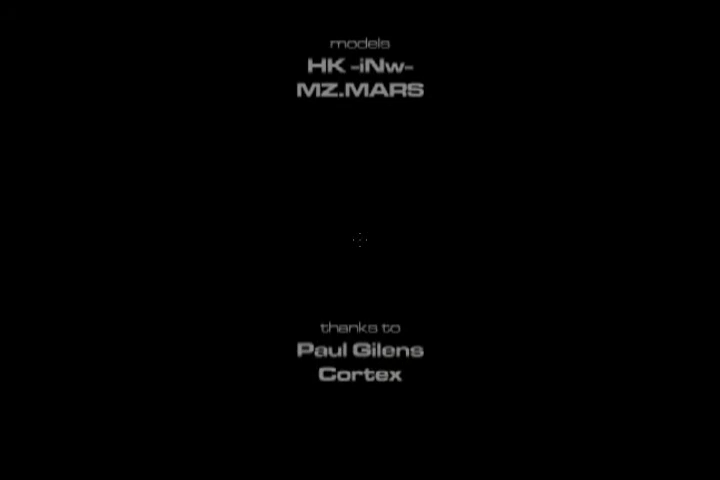 models
HK -iNw-
MZ.MARS
thanks to
Paul Gilens
Cortex